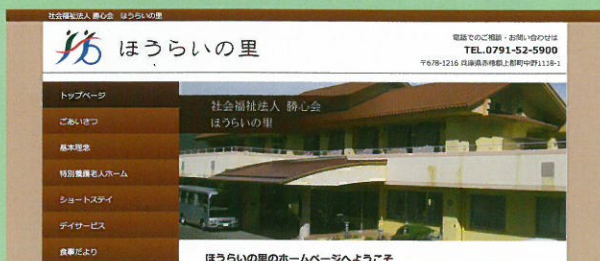 社会福祉法人 勝心会 ほうらいの里
ほうらいの里
電話でのご相談・お問い合わせは
TEL.0791-52-5900
〒678-1216 兵庫県赤穂郡上郡町中野1118-1
トップページ
ごあいさつ
基本理念
特別養護老人ホーム
ショートステイ
デイサービス
食事だより
社会福祉法人 勝心会
ほうらいの里
ほうらいの里のホームページへようこそ